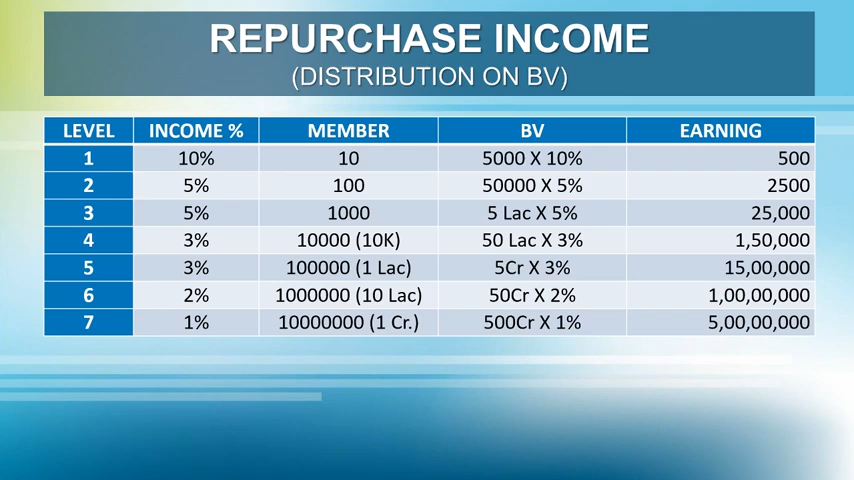 REPURCHASE INCOME
(DISTRIBUTION ON BV)
LEVEL INCOME % MEMBER BV EARNING
1 10% 10 5000 X 10% 500
2 5% 100 50000 X 5% 2500
3 5% 1000 5 Lac X 5% 25,000
4 3% 10000 (10K) 50 Lac X 3% 1,50,000
5 3% 100000 (1 Lac) 5Cr X 3% 15,00,000
6 2% 1000000 (10 Lac) 50Cr X 2% 1,00,00,000
7 1% 10000000 (1 Cr.) 500Cr X 1% 5,00,00,000